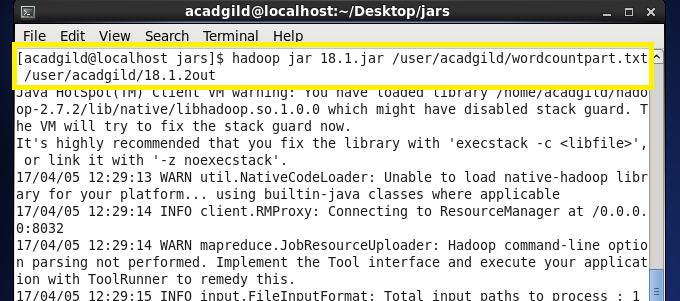 acadgild@localhost:~/Desktop/jars
File Edit View Search Terminal Help
[acadgild@localhost jars]$ hadoop jar 18.1.jar /user/acadgild/wordcountpart.txt
/user/acadgild/18.1.2out
Java HotSpot(TM) Client VM warning: You have loaded library /home/acadgild/hado
op-2.7.2/lib/native/libhadoop.so.1.0.0 which might have disabled stack guard. T
he VM will try to fix the stack guard now.
It's highly recommended that you fix the library with 'execstack -c <libfile>',
or link it with '-z noexecstack'.
17/04/05 12:29:13 WARN util.NativeCodeLoader: Unable to load native-hadoop libr
ary for your platform... using builtin-java classes where applicable
17/04/05 12:29:14 INFO client.RMProxy: Connecting to ResourceManager at /0.0.0.
0:8032
17/04/05 12:29:14 WARN mapreduce.JobResourceUploader: Hadoop command-line optio
n parsing not performed. Implement the Tool interface and execute your applicat
ion with ToolRunner to remedy this.
17/04/05 12:29:15 INFO input.FileInputFormat: Total input paths to process : 1